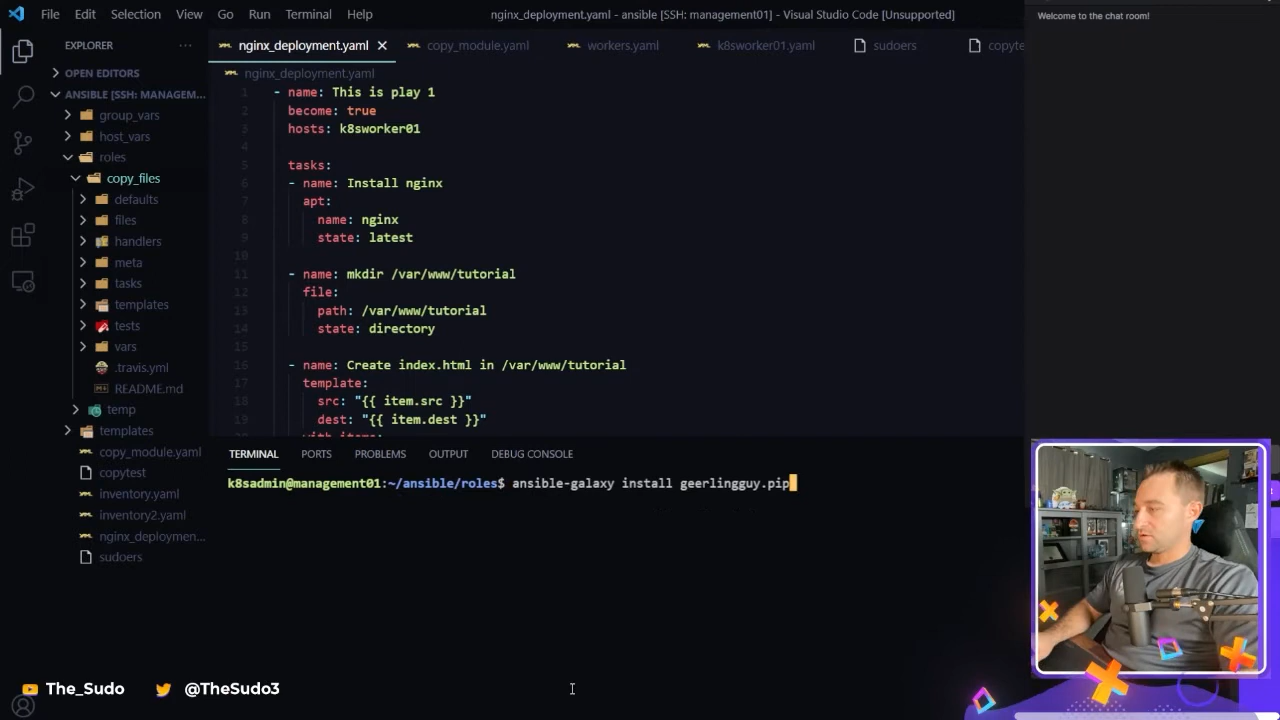 File Edit Selection View Go Run Terminal Help
nginx_deployment.yaml - ansible [SSH: management01] - Visual Studio Code [Unsupported]
Welcome to the chat room!
EXPLORER
nginx_deployment.yaml
copy_module.yaml
workers.yaml
k8sworker01.yaml
sudoers
copyte
OPEN EDITORS
ANSIBLE [SSH: MANAGEM...
group_vars
host_vars
roles
copy_files
defaults
files
handlers
meta
tasks
templates
tests
vars
.travis.yml
README.md
temp
templates
copy_module.yaml
copytest
inventory.yaml
inventory2.yaml
nginx_deploymen...
sudoers
nginx_deployment.yaml
1 - name: This is play 1
2 become: true
3 hosts: k8sworker01
4
5 tasks:
6 - name: Install nginx
7 apt:
8 name: nginx
9 state: latest
10
11 - name: mkdir /var/www/tutorial
12 file:
13 path: /var/www/tutorial
14 state: directory
15
16 - name: Create index.html in /var/www/tutorial
17 template:
18 src: "{{ item.src }}"
19 dest: "{{ item.dest }}"
20 with_items:
TERMINAL PORTS PROBLEMS OUTPUT DEBUG CONSOLE
k8sadmin@management01:~/ansible/roles$ ansible-galaxy install geerlingguy.pip
The_Sudo @TheSudo3